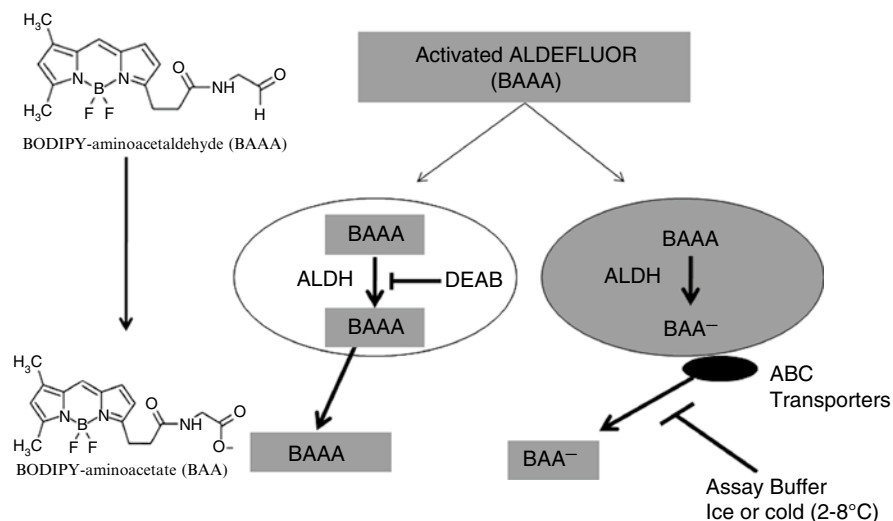 H₃C
N
B
N
F
F
H₃C
O
NH
O
H
BODIPY-aminoacetaldehyde (BAAA)
Activated ALDEFLUOR
(BAAA)
BAAA
ALDH
DEAB
BAAA
BAAA
BAAA
ALDH
BAA⁻
ABC
Transporters
BAA⁻
Assay Buffer
Ice or cold (2-8°C)
H₃C
N
B
N
F
F
H₃C
O
NH
O
O–
BODIPY-aminoacetate (BAA)